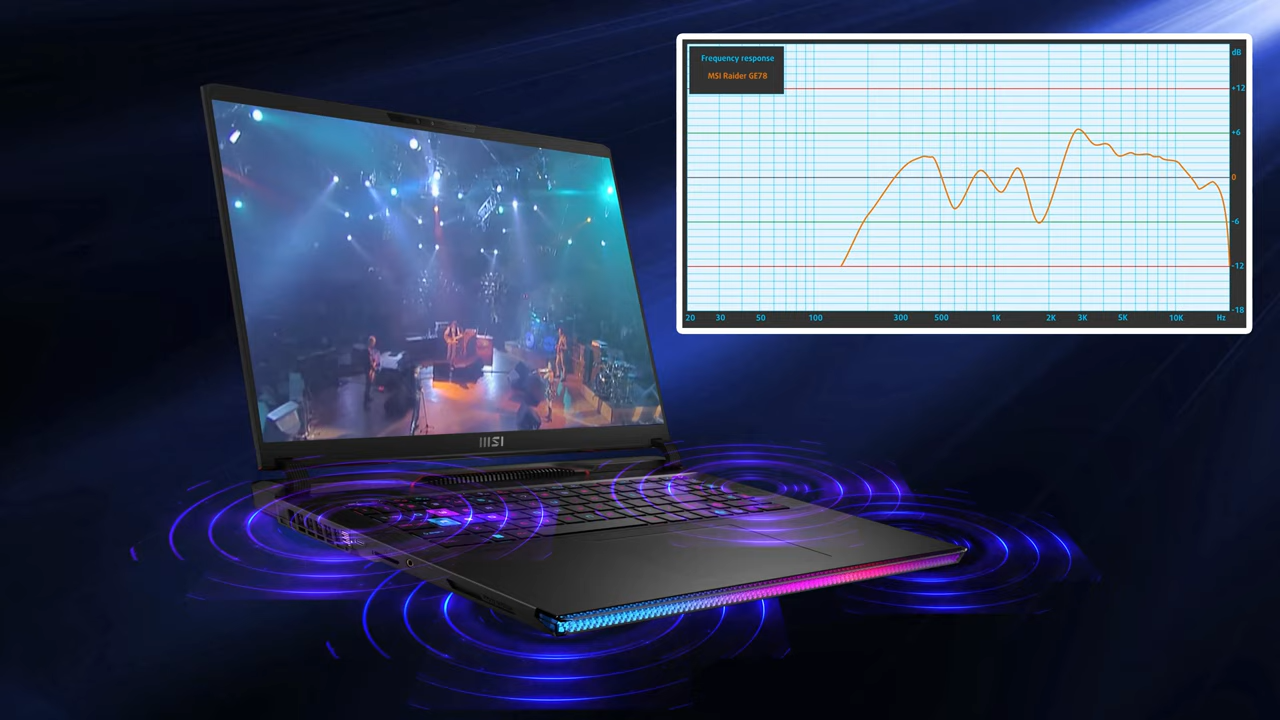 Frequency response
MSI Raider GE78
dB
+12
+6
0
-6
-12
-18
20 30 50 100 300 500 1K 2K 3K 5K 10K Hz
msi